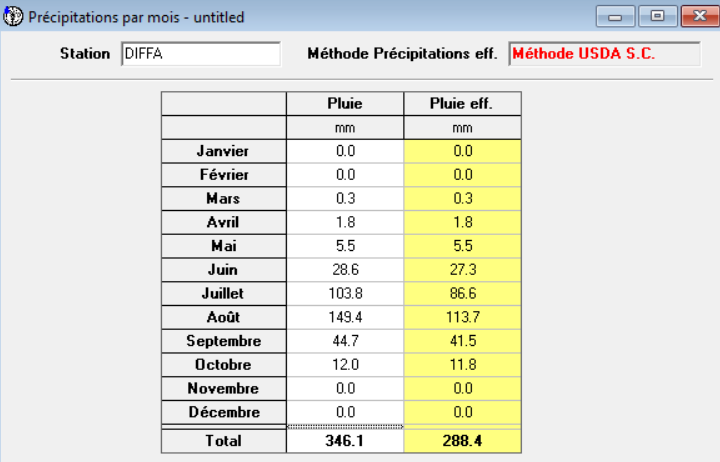 Précipitations par mois - untitled
Station DIFFA Méthode Précipitations eff. Méthode USDA S.C.
Pluie Pluie eff.
mm mm
Janvier 0.0 0.0
Février 0.0 0.0
Mars 0.3 0.3
Avril 1.8 1.8
Mai 5.5 5.5
Juin 28.6 27.3
Juillet 103.8 86.6
Août 149.4 113.7
Septembre 44.7 41.5
Octobre 12.0 11.8
Novembre 0.0 0.0
Décembre 0.0 0.0
Total 346.1 288.4